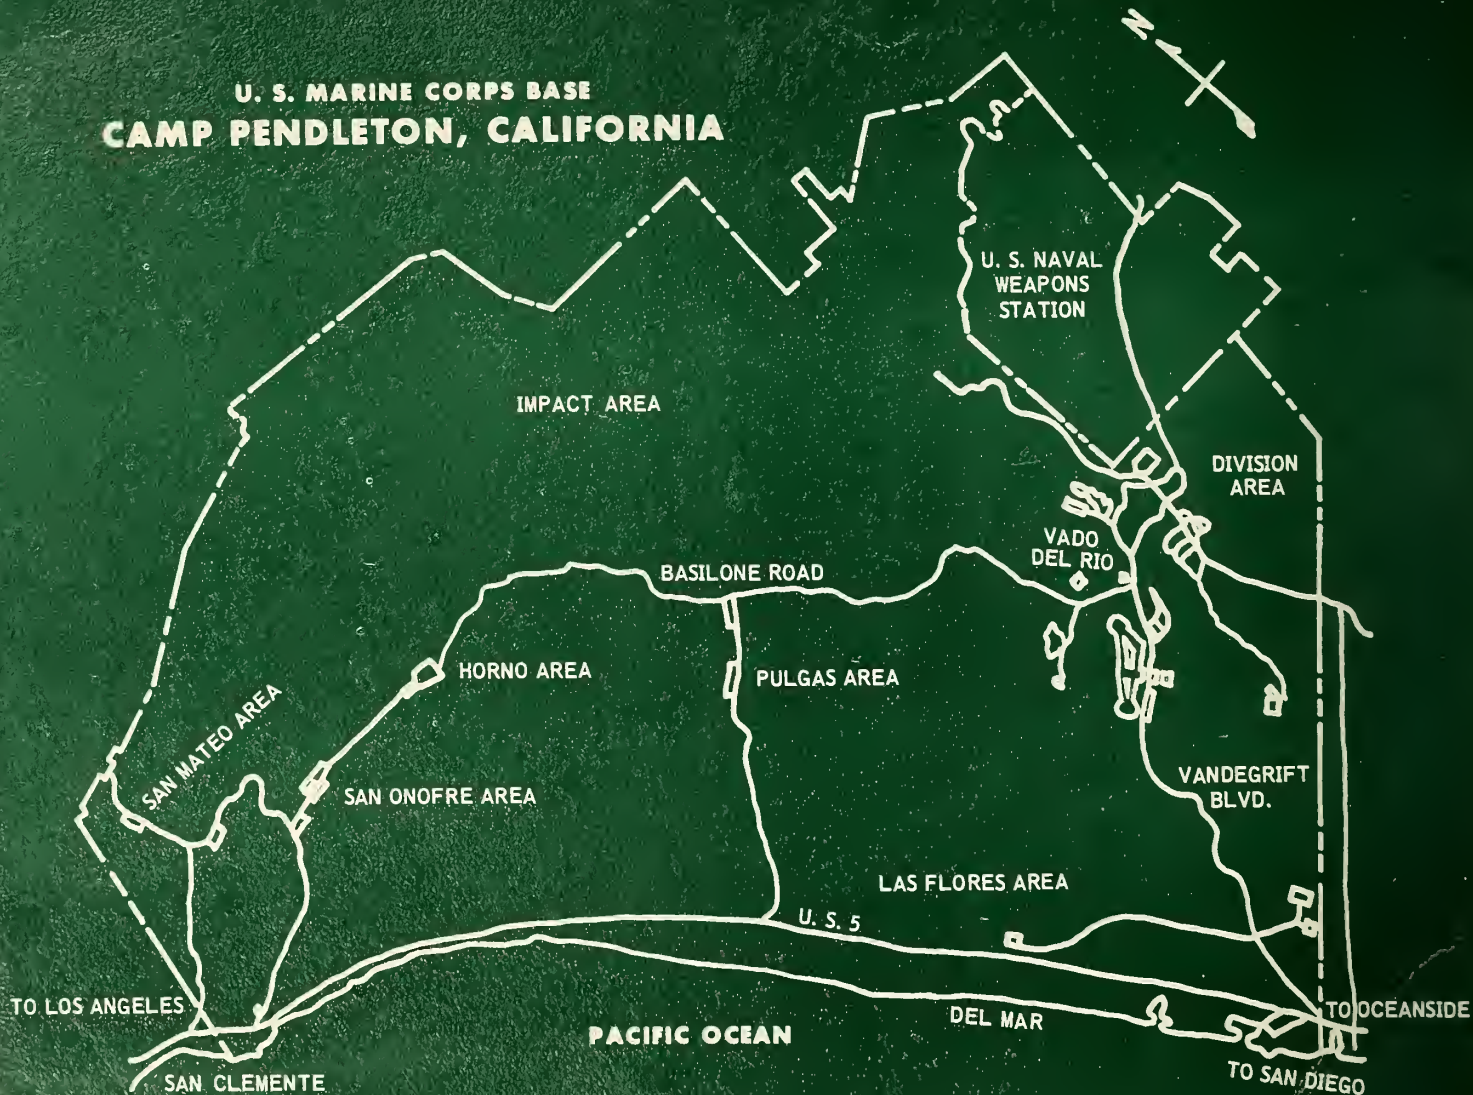 N
U. S. MARINE CORPS BASE
CAMP PENDLETON, CALIFORNIA
U. S. NAVAL
WEAPONS
STATION
IMPACT AREA
DIVISION
AREA
VADO
DEL RIO
BASILONE ROAD
HORNO AREA
PULGAS AREA
SAN MATEO AREA
SAN ONOFRE AREA
VANDEGRIFT
BLVD.
LAS FLORES AREA
U. S. 5
TO LOS ANGELES
TO OCEANSIDE
DEL MAR
PACIFIC OCEAN
SAN CLEMENTE
TO SAN DIEGO